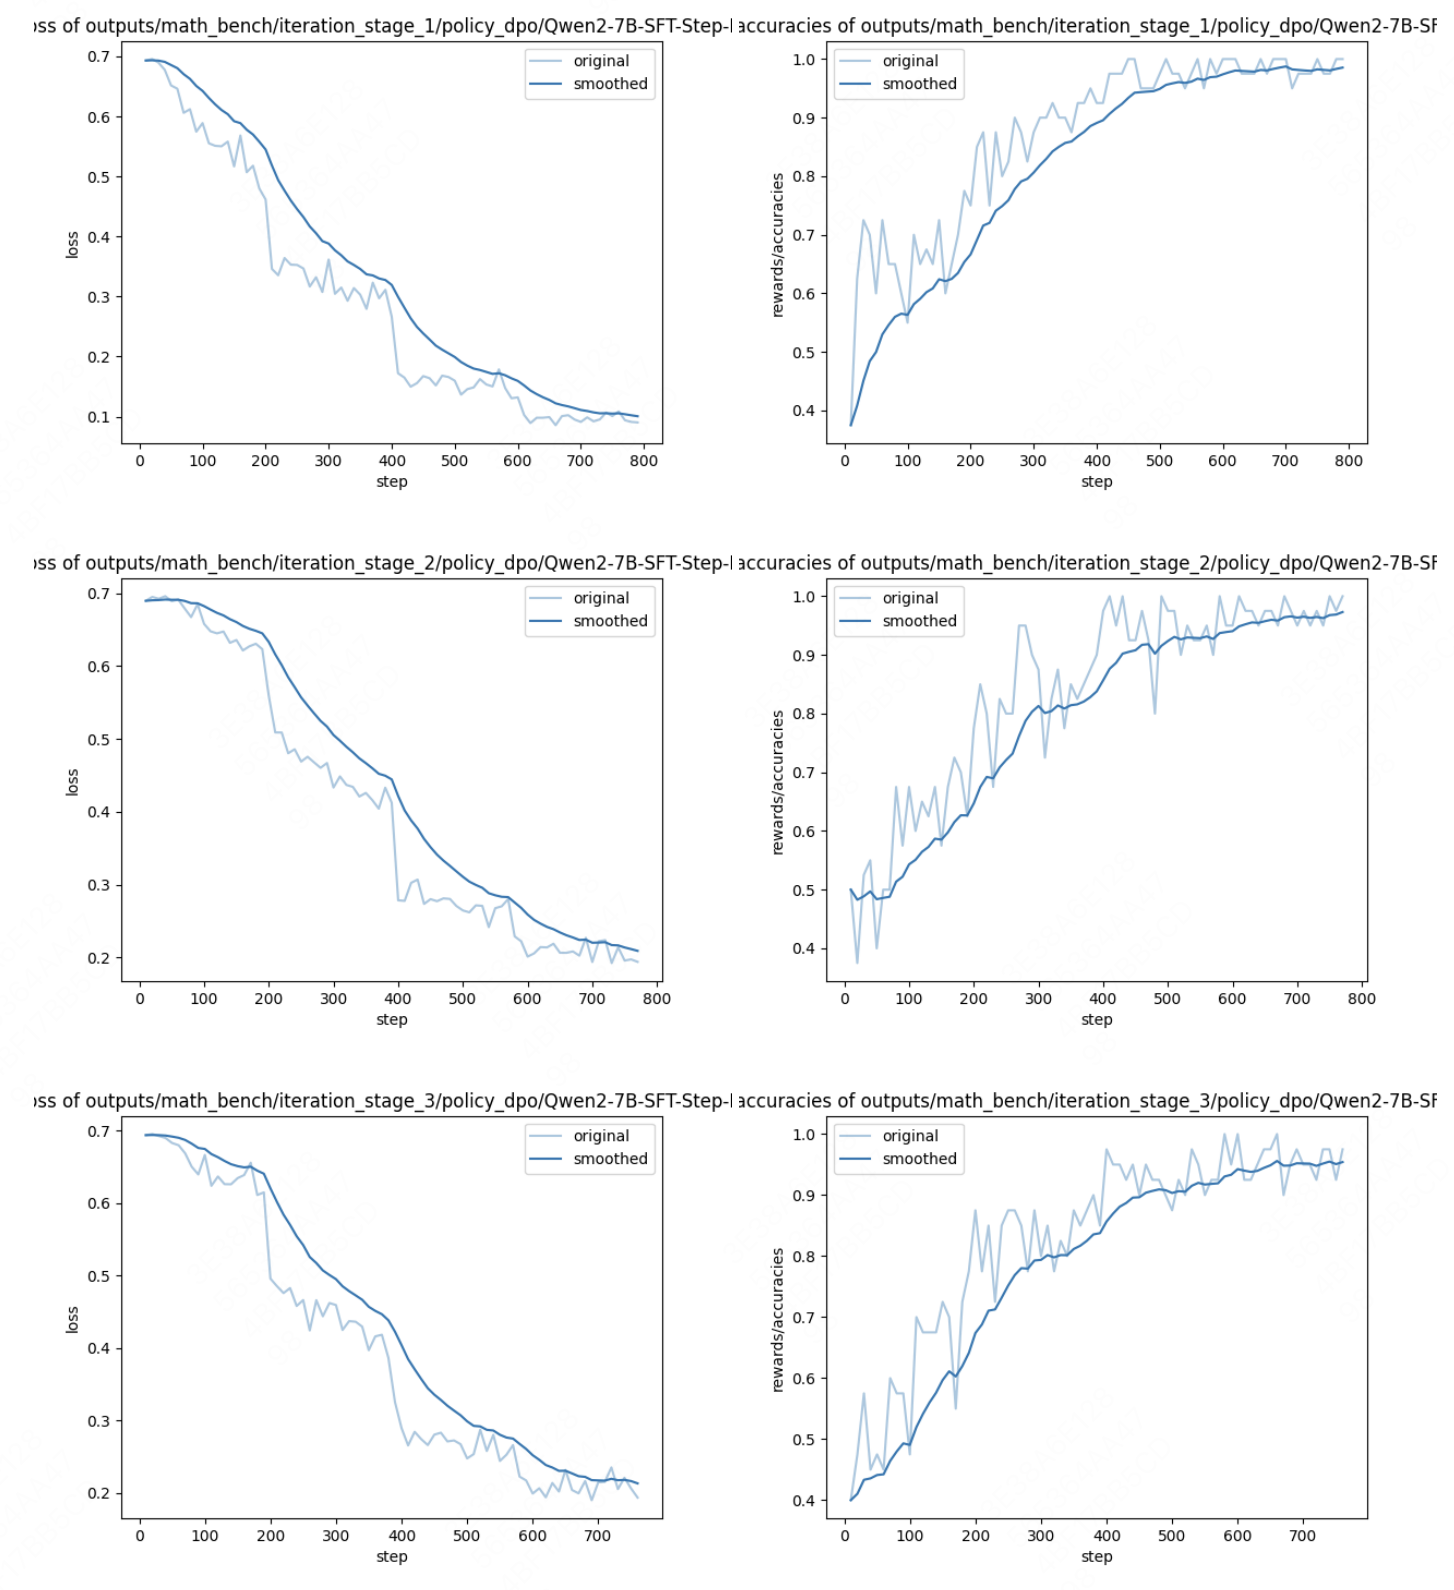 oss of outputs/math_bench/iteration_stage_1/policy_dpo/Qwen2-7B-SFT-Step-
original
smoothed
0.7
0.6
0.5
0.4
0.3
0.2
0.1
loss
0 100 200 300 400 500 600 700 800
step
accuracies of outputs/math_bench/iteration_stage_1/policy_dpo/Qwen2-7B-SF
original
smoothed
1.0
0.9
0.8
0.7
0.6
0.5
0.4
rewards/accuracies
0 100 200 300 400 500 600 700 800
step
oss of outputs/math_bench/iteration_stage_2/policy_dpo/Qwen2-7B-SFT-Step-
original
smoothed
0.7
0.6
0.5
0.4
0.3
0.2
loss
0 100 200 300 400 500 600 700 800
step
accuracies of outputs/math_bench/iteration_stage_2/policy_dpo/Qwen2-7B-SF
original
smoothed
1.0
0.9
0.8
0.7
0.6
0.5
0.4
rewards/accuracies
0 100 200 300 400 500 600 700 800
step
oss of outputs/math_bench/iteration_stage_3/policy_dpo/Qwen2-7B-SFT-Step-
original
smoothed
0.7
0.6
0.5
0.4
0.3
0.2
loss
0 100 200 300 400 500 600 700
step
accuracies of outputs/math_bench/iteration_stage_3/policy_dpo/Qwen2-7B-SF
original
smoothed
1.0
0.9
0.8
0.7
0.6
0.5
0.4
rewards/accuracies
0 100 200 300 400 500 600 700
step